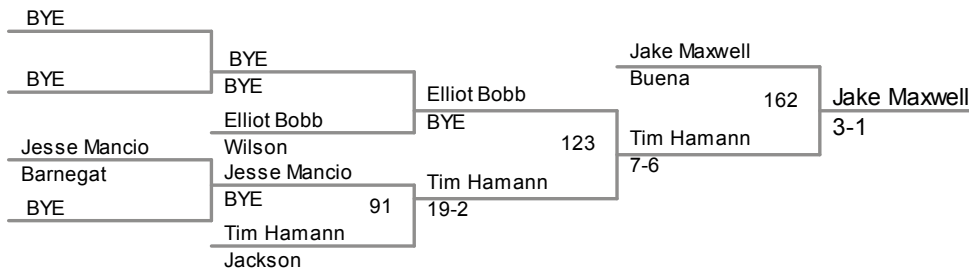 BYE
BYE
BYE
BYE
Elliot Bobb
Wilson
Jesse Mancio
Barnegat
BYE
Jesse Mancio
BYE
91
Tim Hamann
Jackson
Elliot Bobb
BYE
123
Tim Hamann
19-2
Jake Maxwell
Buena
162
Tim Hamann
7-6
Jake Maxwell
3-1